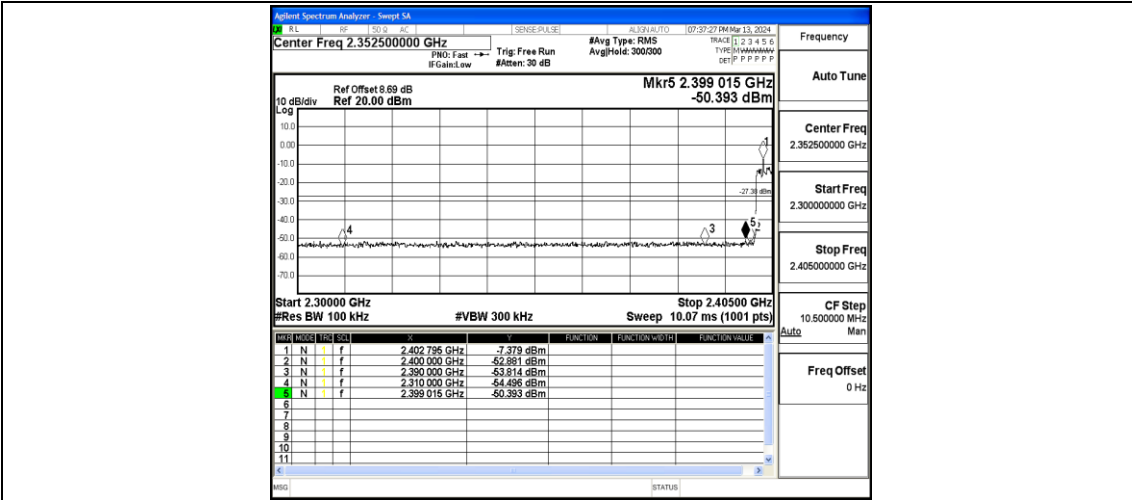 Agilent Spectrum Analyzer - Swept SA
RL RF 50 Ω AC SENSE:PULSE ALIGN AUTO 07:37:27 PM Mar 13, 2024
Center Freq 2.352500000 GHz
#Avg Type: RMS
TRACE 1 2 3 4 5 6
PNO: Fast Trig: Free Run Avg|Hold: 300/300
TYPE MWWWWW
IFGain:Low #Atten: 30 dB
DET P P P P P P
Mkr5 2.399 015 GHz
-50.393 dBm
Ref Offset 8.69 dB
10 dB/div Ref 20.00 dBm
Log
10.0
0.00
-10.0
-20.0
-30.0
-40.0
-50.0
-60.0
-70.0
1
-27.38 dBm
4
3
5
Start 2.30000 GHz Stop 2.40500 GHz
#Res BW 100 kHz #VBW 300 kHz Sweep 10.07 ms (1001 pts)
MKR MODE TRC SCL X Y FUNCTION FUNCTION WIDTH FUNCTION VALUE
1 N 1 f 2.402 795 GHz -7.379 dBm
2 N 1 f 2.400 000 GHz -52.881 dBm
3 N 1 f 2.390 000 GHz -53.814 dBm
4 N 1 f 2.310 000 GHz -54.496 dBm
5 N 1 f 2.399 015 GHz -50.393 dBm
6
7
8
9
10
11
MSG STATUS
Frequency
Auto Tune
Center Freq
2.352500000 GHz
Start Freq
2.300000000 GHz
Stop Freq
2.405000000 GHz
CF Step
10.500000 MHz
Auto Man
Freq Offset
0 Hz